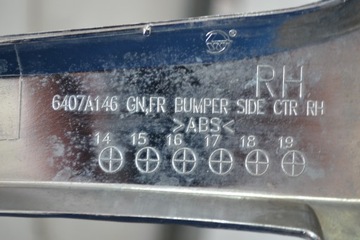 RH
6407A146 GN,FR BUMPER SIDE CTR RH
>ABS<
14 15 16 17 18 19